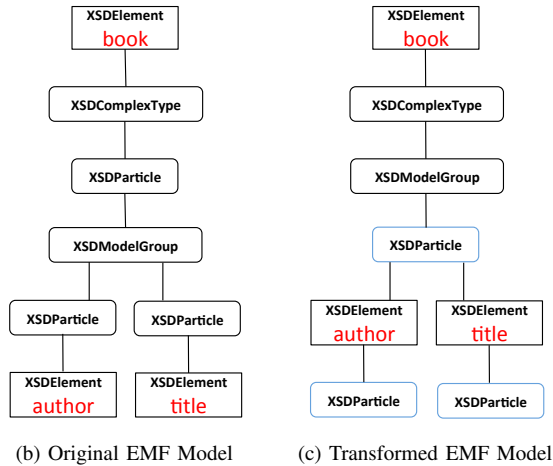 XSDElement
book
XSDComplexType
XSDParticle
XSDModelGroup
XSDParticle
XSDParticle
XSDElement
author
XSDElement
title
(b) Original EMF Model
XSDElement
book
XSDComplexType
XSDModelGroup
XSDParticle
XSDElement
author
XSDElement
title
XSDParticle
XSDParticle
(c) Transformed EMF Model